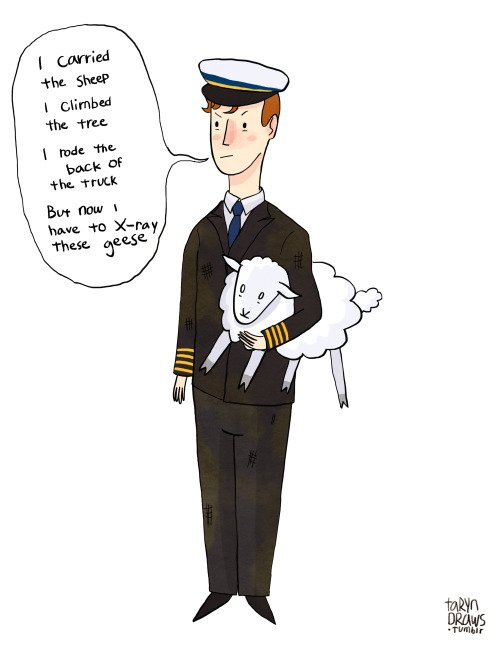 I carried
the sheep
I climbed
the tree
I rode the
back of
the truck
But now I
have to X-ray
these geese
taryn
DRAWS
.tumblr